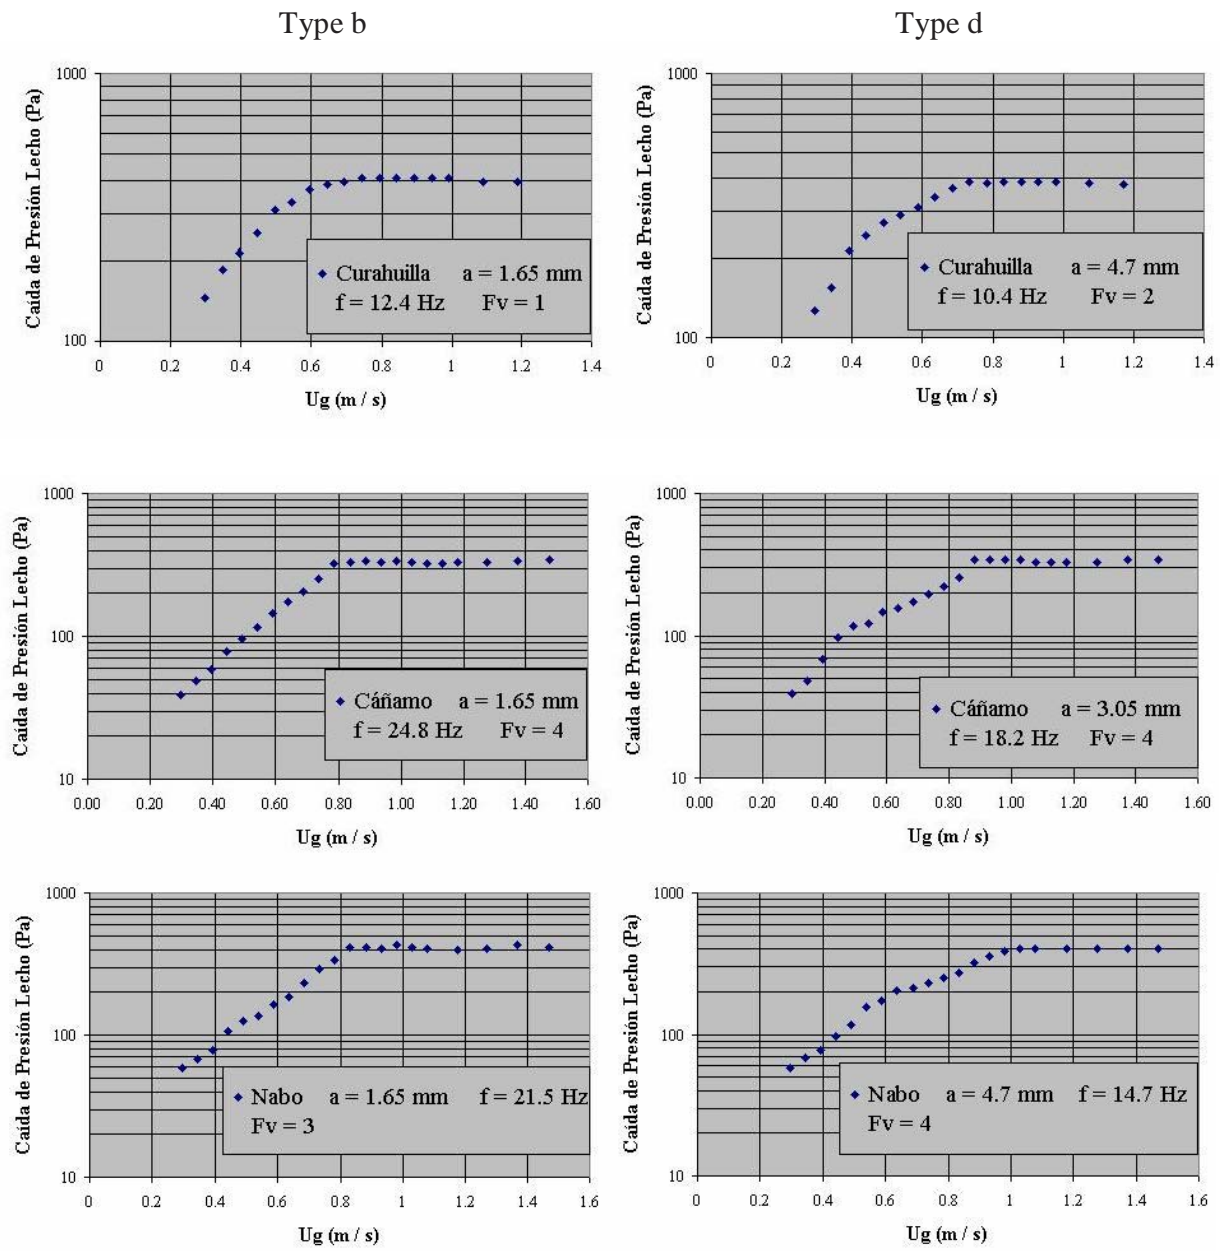 Type b
Type d
Caída de Presión Lecho (Pa)
1000
100
0 0.2 0.4 0.6 0.8 1 1.2 1.4
Ug (m / s)
Curahuilla a = 1.65 mm
f = 12.4 Hz Fv = 1
Caída de Presión Lecho (Pa)
1000
100
0 0.2 0.4 0.6 0.8 1 1.2 1.4
Ug (m / s)
Curahuilla a = 4.7 mm
f = 10.4 Hz Fv = 2
Caída de Presión Lecho (Pa)
1000
100
10
0.00 0.20 0.40 0.60 0.80 1.00 1.20 1.40 1.60
Ug (m / s)
Cáñamo a = 1.65 mm
f = 24.8 Hz Fv = 4
Caída de Presión Lecho (Pa)
1000
100
10
0.00 0.20 0.40 0.60 0.80 1.00 1.20 1.40 1.60
Ug (m / s)
Cáñamo a = 3.05 mm
f = 18.2 Hz Fv = 4
Caída de Presión Lecho (Pa)
1000
100
10
0 0.2 0.4 0.6 0.8 1 1.2 1.4 1.6
Ug (m / s)
Nabo a = 1.65 mm f = 21.5 Hz
Fv = 3
Caída de Presión Lecho (Pa)
1000
100
10
0 0.2 0.4 0.6 0.8 1 1.2 1.4 1.6
Ug (m / s)
Nabo a = 4.7 mm f = 14.7 Hz
Fv = 4